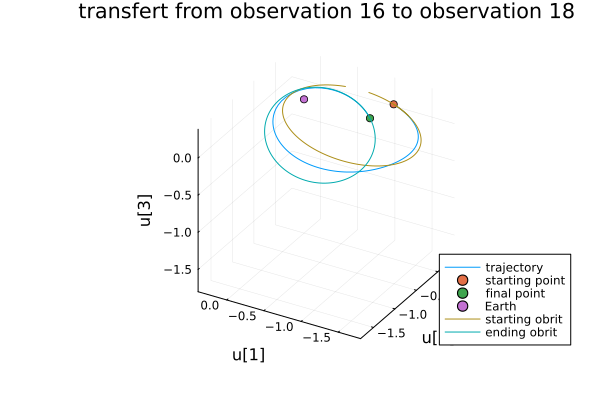 transfert from observation 16 to observation 18
u[3]
0.0
−0.5
−1.0
−1.5
0.0
−0.5
−1.0
−1.5
u[1]
−1.5
−1.0
−0.
u[
trajectory
starting point
final point
Earth
starting obrit
ending obrit